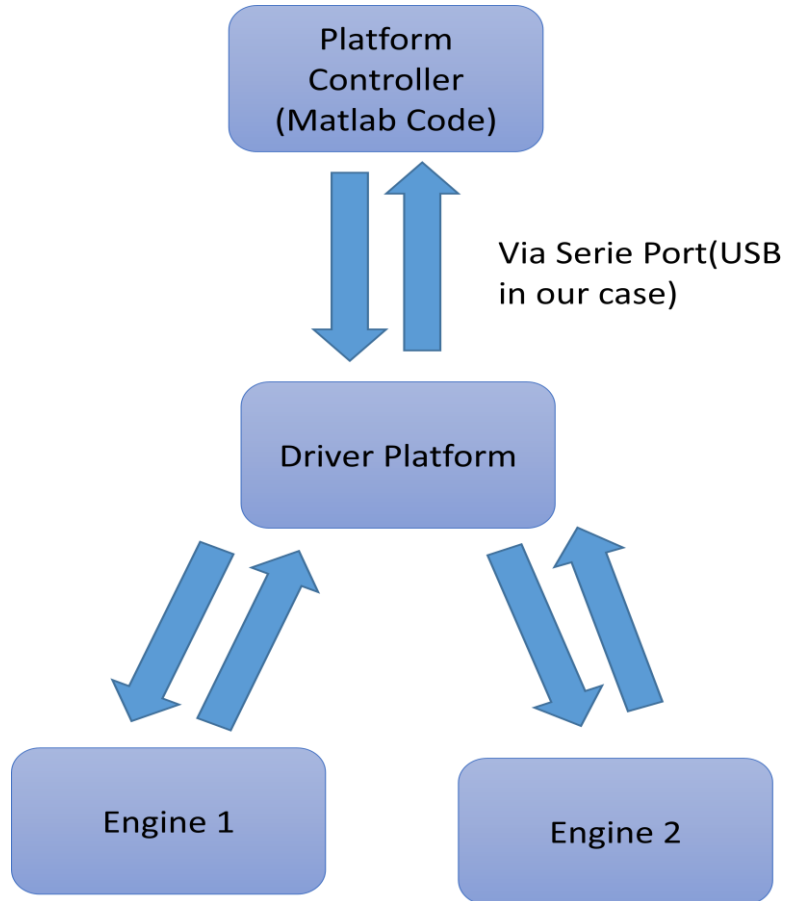 Platform
Controller
(Matlab Code)
Via Serie Port(USB
in our case)
Driver Platform
Engine 1
Engine 2